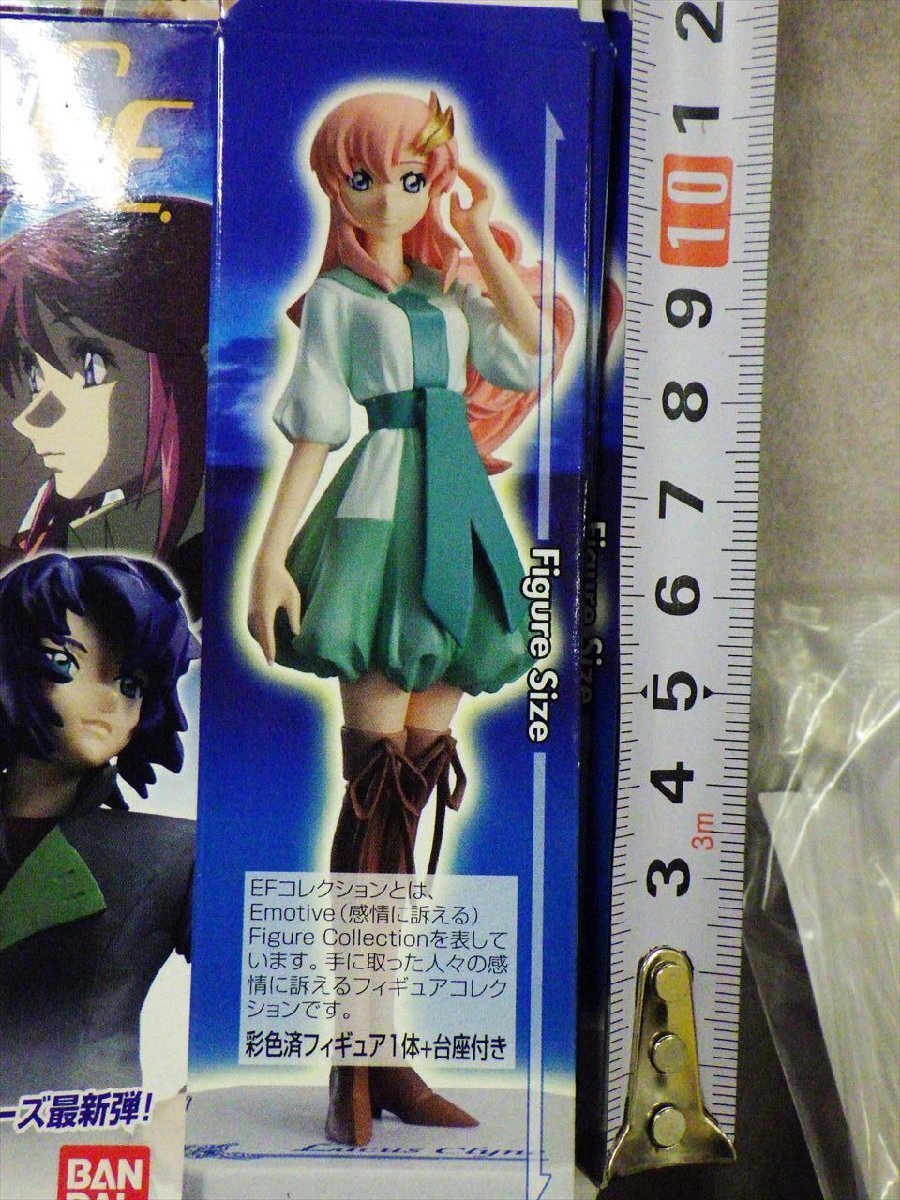 Figure Size
Figure Size
EFコレクションとは、
Emotive(感情に訴える)
Figure Collectionを表して
います。手に取った人々の感
情に訴えるフィギュアコレク
ションです。
彩色済フィギュア1体+台座付き
Lacus Clyne
ーズ最新弾!
BAN
DAI
2
1
10
9
8
7
6
5
4
3m
3